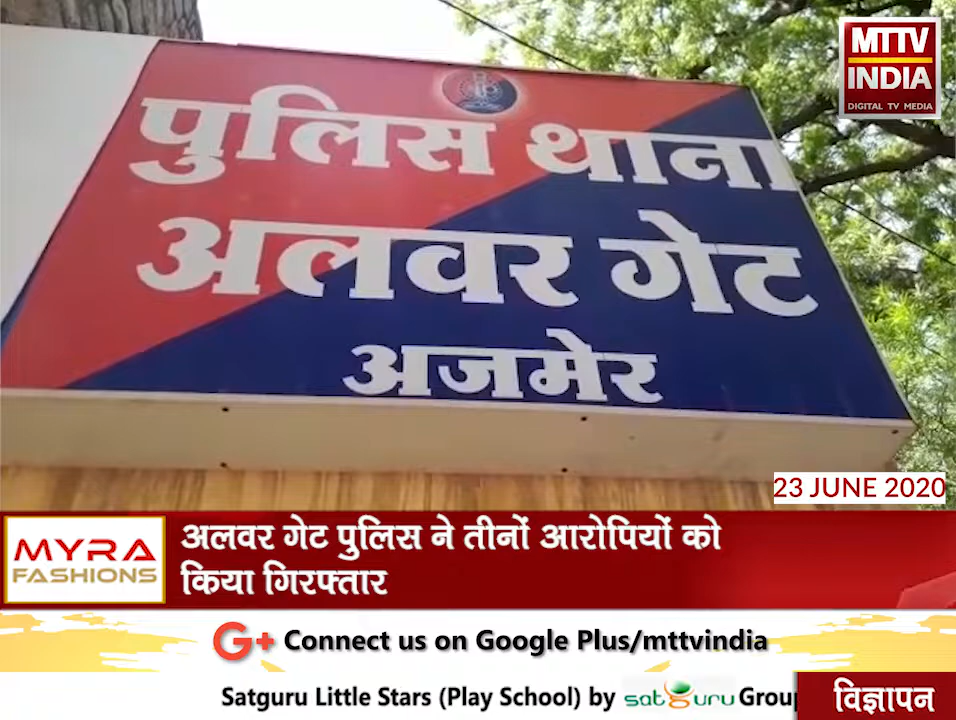 MTTV
INDIA
DIGITAL TV MEDIA
पुलिस थाना
अलवर गेट
अजमेर
23 JUNE 2020
MYRA
FASHIONS
अलवर गेट पुलिस ने तीनों आरोपियों को
किया गिरफ्तार
G+ Connect us on Google Plus/mttvindia
Satguru Little Stars (Play School) by satguru Group
विज्ञापन